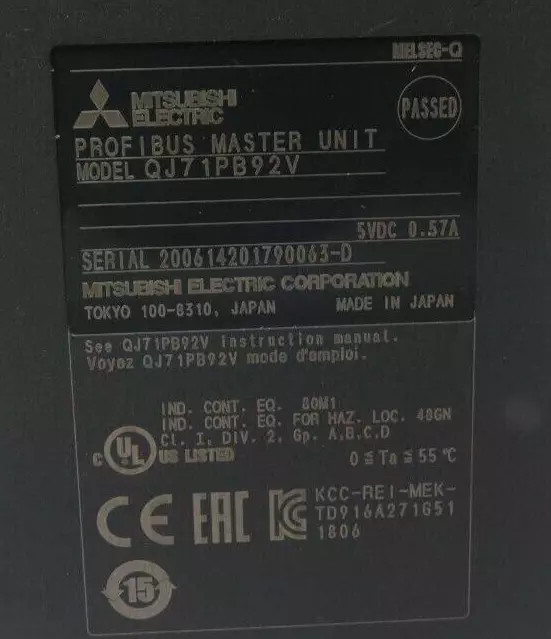 MELSEC-Q
MITSUBISHI
ELECTRIC
PASSED
PROFIBUS MASTER UNIT
MODEL QJ71PB92V
5VDC 0.57A
SERIAL 200614201790063-D
MITSUBISHI ELECTRIC CORPORATION
TOKYO 100-8310, JAPAN MADE IN JAPAN
See QJ71PB92V instruction manual.
Voyez QJ71PB92V mode d'emploi.
IND. CONT. EQ. 80M1
IND. CONT. EQ. FOR HAZ. LOC. 48GN
Cl. I, DIV. 2, Gp. A,B,C,D
C UL US LISTED 0≦Ta≦55℃
CE EAC KC
KCC-REI-MEK-
TD916A271G51
1806
15